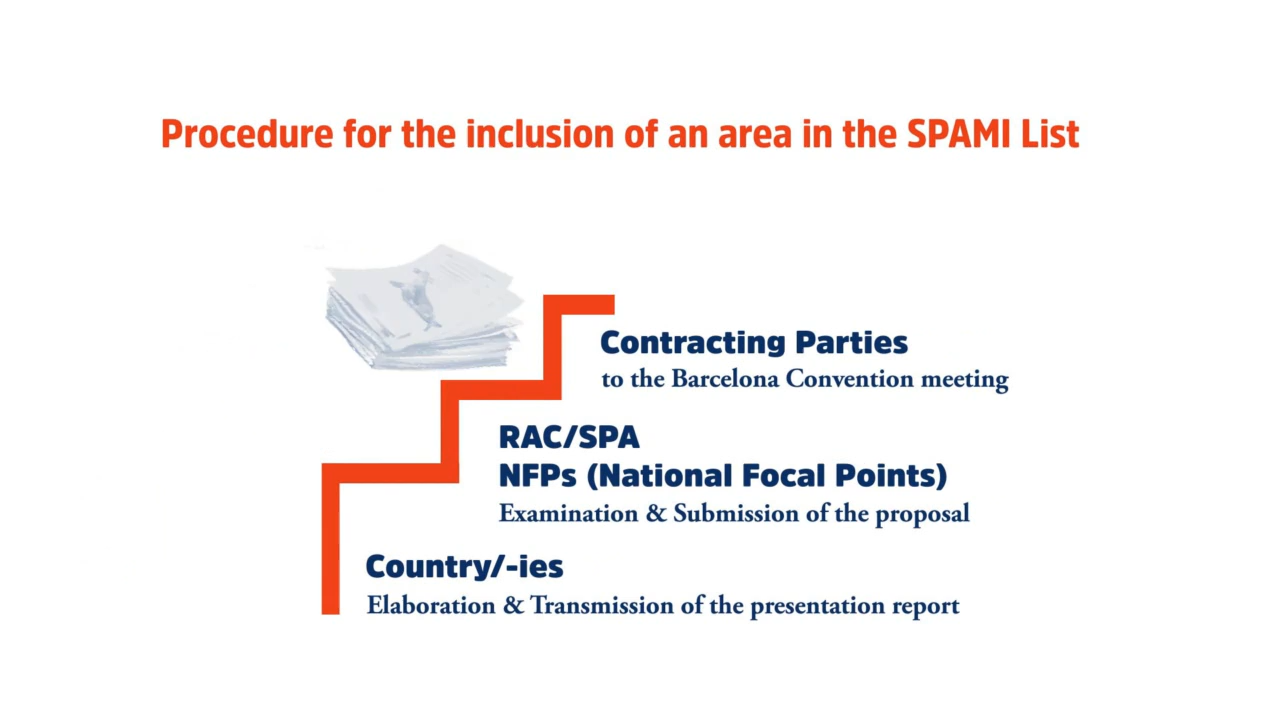 Procedure for the inclusion of an area in the SPAMI List
Contracting Parties
to the Barcelona Convention meeting
RAC/SPA
NFPs (National Focal Points)
Examination & Submission of the proposal
Country/-ies
Elaboration & Transmission of the presentation report